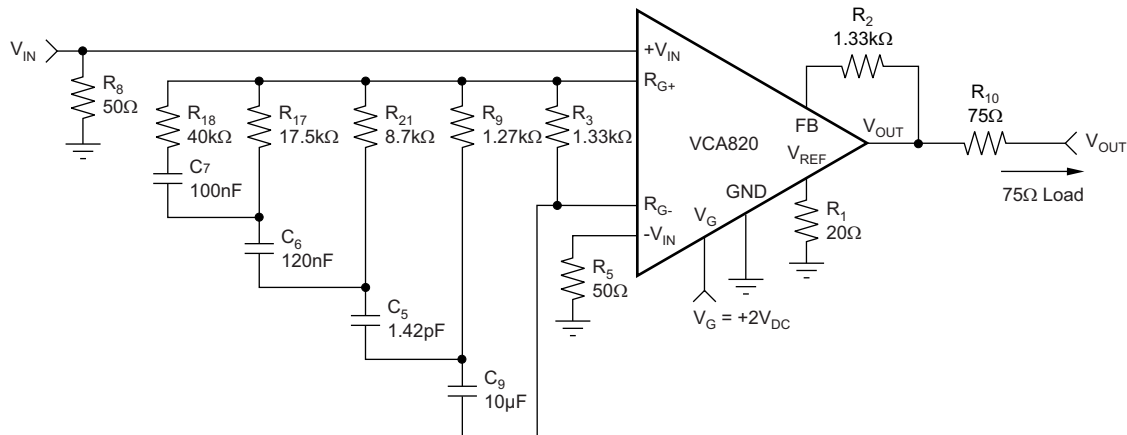 V_IN
R_8
50Ω
R_18
40kΩ
R_17
17.5kΩ
R_21
8.7kΩ
R_9
1.27kΩ
R_3
1.33kΩ
C_7
100nF
C_6
120nF
C_5
1.42pF
C_9
10µF
+V_IN
R_G+
VCA820
R_G-
-V_IN
R_5
50Ω
FB
V_OUT
V_REF
GND
V_G
R_2
1.33kΩ
R_10
75Ω
V_OUT
75Ω Load
R_1
20Ω
V_G = +2V_DC